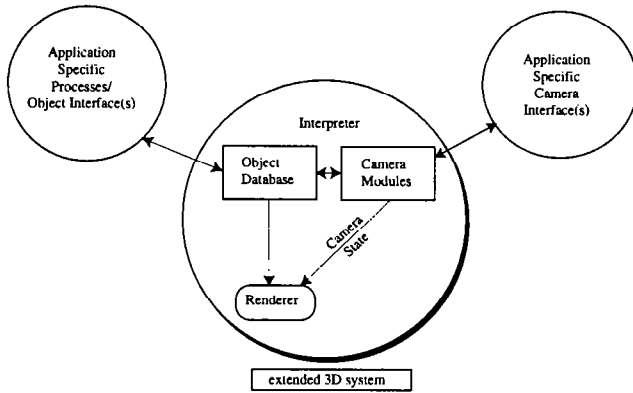 Application
Specific
Processes/
Object Interface(s)
Application
Specific
Camera
Interface(s)
Interpreter
Object
Database
Camera
Modules
Camera
State
Renderer
extended 3D system